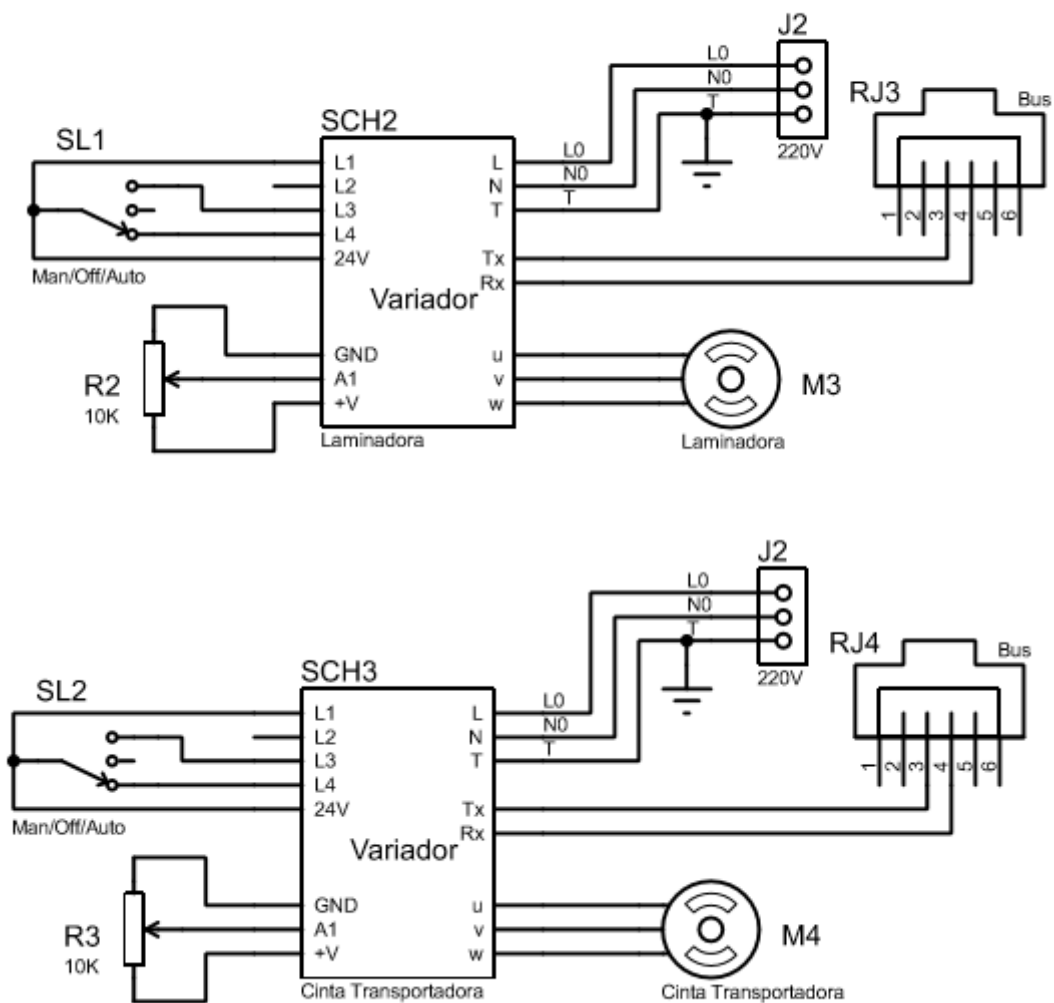 J2
L0
N0
T
220V
RJ3
Bus
1 2 3 4 5 6
SCH2
SL1
Man/Off/Auto
L1
L2
L3
L4
24V
GND
A1
+V
L
N
T
Tx
Rx
u
v
w
L0
N0
T
Variador
Laminadora
R2
10K
M3
Laminadora
J2
L0
N0
T
220V
RJ4
Bus
1 2 3 4 5 6
SCH3
SL2
Man/Off/Auto
L1
L2
L3
L4
24V
GND
A1
+V
L
N
T
Tx
Rx
u
v
w
L0
N0
T
Variador
Cinta Transportadora
R3
10K
M4
Cinta Transportadora